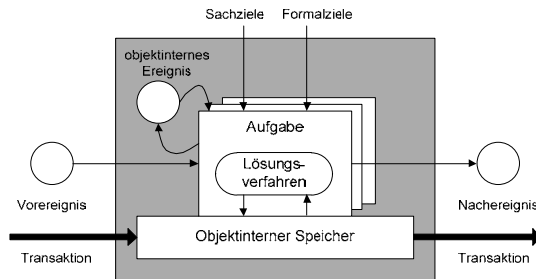 Sachziele
Formalziele
objektinternes
Ereignis
Aufgabe
Lösungs-
verfahren
Vorereignis
Nachereignis
Objektinterner Speicher
Transaktion
Transaktion